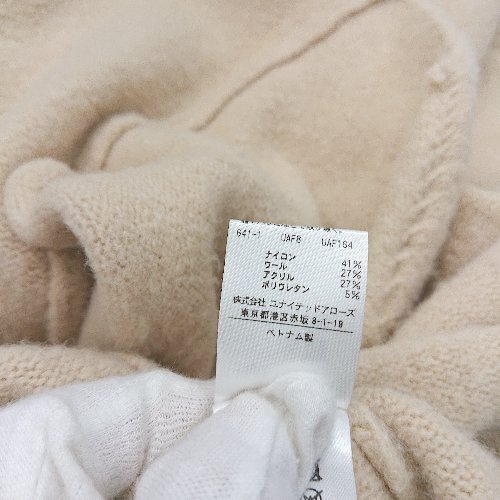 641-1 UAF8 UAF164
ナイロン 41%
ウール 27%
アクリル 27%
ポリウレタン 5%
株式会社 ユナイテッドアローズ
東京都港区赤坂 8-1-19
ベトナム製